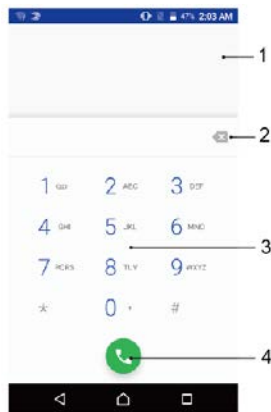 47% 2:03 AM
1
2
1 2 ABC 3 DEF
4 GHI 5 JKL 6 MNO
3
7 PQRS 8 TUV 9 WXYZ
* 0 + #
4